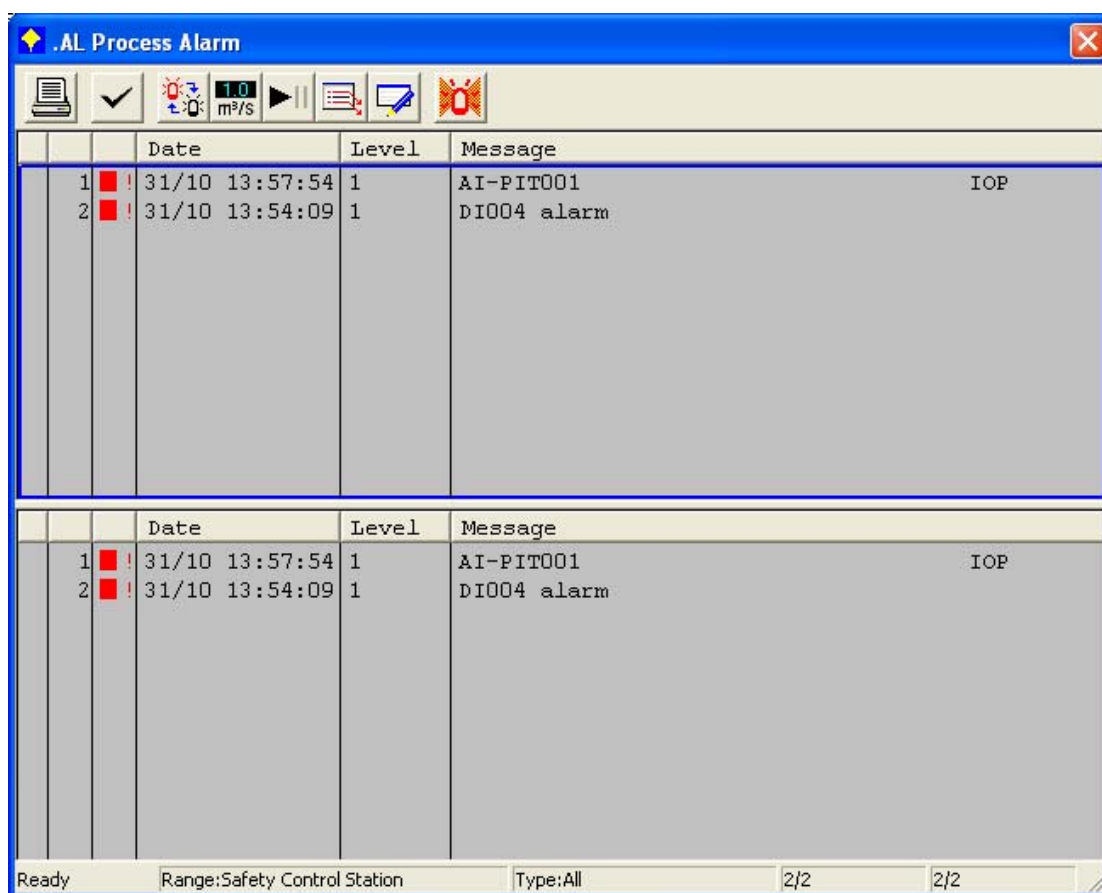 .AL Process Alarm
1.0
m³/s
Date Level Message
1 ! 31/10 13:57:54 1 AI-PIT001 IOP
2 ! 31/10 13:54:09 1 DI004 alarm
Date Level Message
1 ! 31/10 13:57:54 1 AI-PIT001 IOP
2 ! 31/10 13:54:09 1 DI004 alarm
Ready Range:Safety Control Station Type:All 2/2 2/2